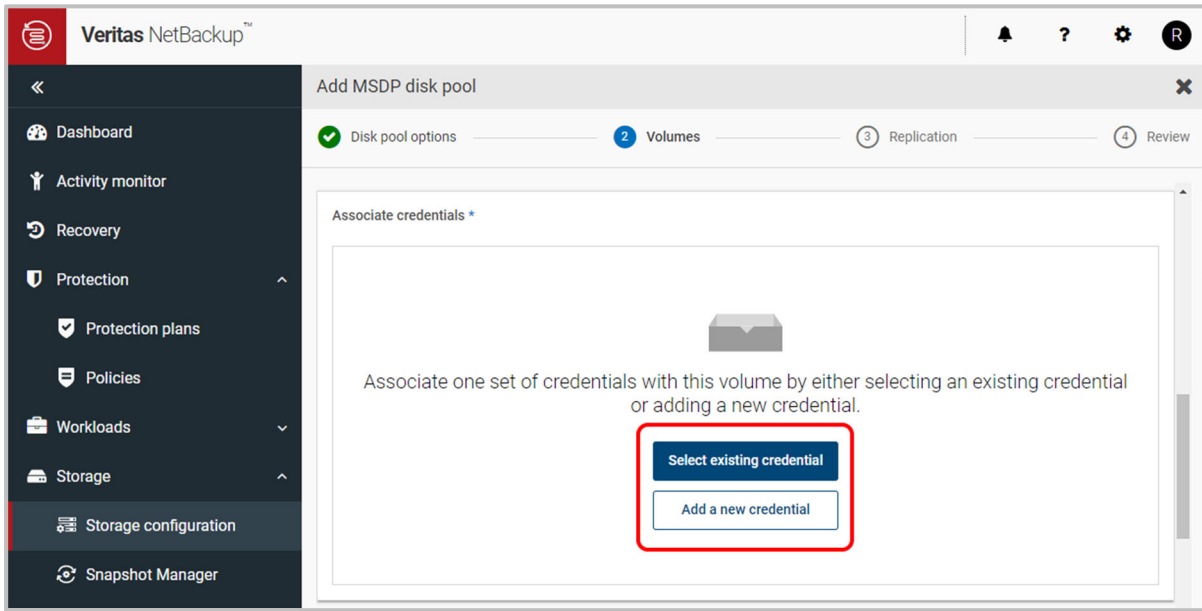 Veritas NetBackup™
?
R
«
Add MSDP disk pool
Dashboard
Disk pool options
2 Volumes
3 Replication
4 Review
Activity monitor
Associate credentials *
Recovery
Protection
Protection plans
Policies
Associate one set of credentials with this volume by either selecting an existing credential
or adding a new credential.
Workloads
Select existing credential
Storage
Add a new credential
Storage configuration
Snapshot Manager